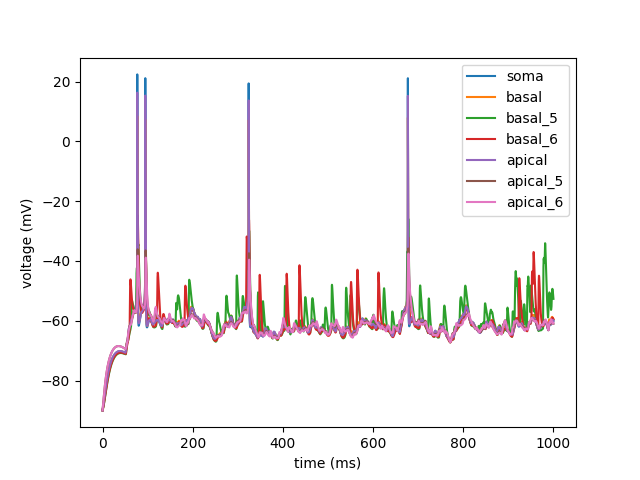 soma
basal
basal_5
basal_6
apical
apical_5
apical_6
20
0
−20
−40
−60
−80
voltage (mV)
0
200
400
600
800
1000
time (ms)